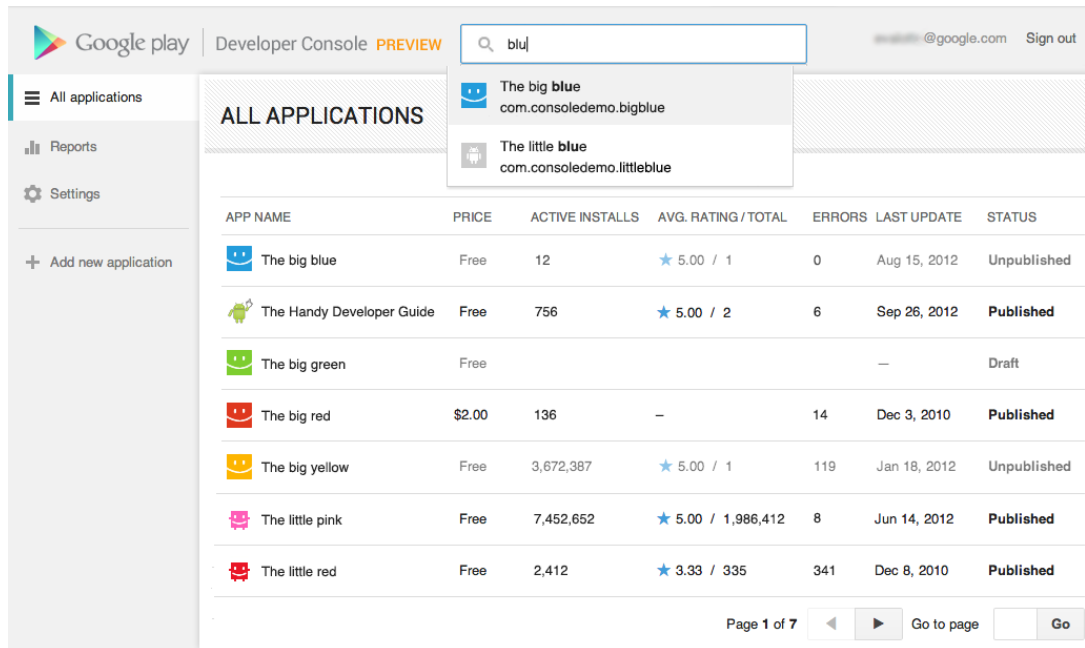 Google play Developer Console PREVIEW
blu
@google.com Sign out
The big blue
com.consoledemo.bigblue
The little blue
com.consoledemo.littleblue
All applications
Reports
Settings
Add new application
ALL APPLICATIONS
APP NAME PRICE ACTIVE INSTALLS AVG. RATING / TOTAL ERRORS LAST UPDATE STATUS
The big blue Free 12 5.00 / 1 0 Aug 15, 2012 Unpublished
The Handy Developer Guide Free 756 5.00 / 2 6 Sep 26, 2012 Published
The big green Free — Draft
The big red $2.00 136 – 14 Dec 3, 2010 Published
The big yellow Free 3,672,387 5.00 / 1 119 Jan 18, 2012 Unpublished
The little pink Free 7,452,652 5.00 / 1,986,412 8 Jun 14, 2012 Published
The little red Free 2,412 3.33 / 335 341 Dec 8, 2010 Published
Page 1 of 7 Go to page Go